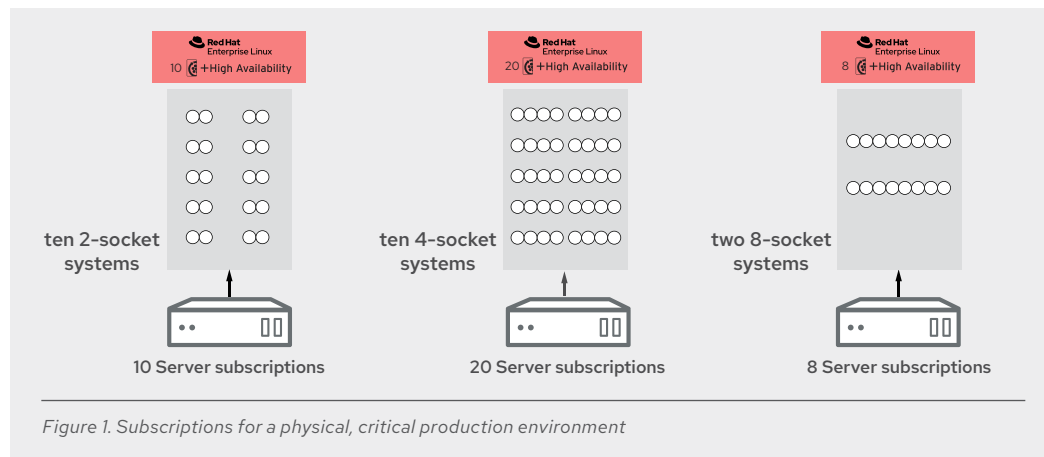 Red Hat
Enterprise Linux
10 +High Availability
Red Hat
Enterprise Linux
20 +High Availability
Red Hat
Enterprise Linux
8 +High Availability
ten 2-socket
systems
ten 4-socket
systems
two 8-socket
systems
10 Server subscriptions
20 Server subscriptions
8 Server subscriptions
Figure 1. Subscriptions for a physical, critical production environment